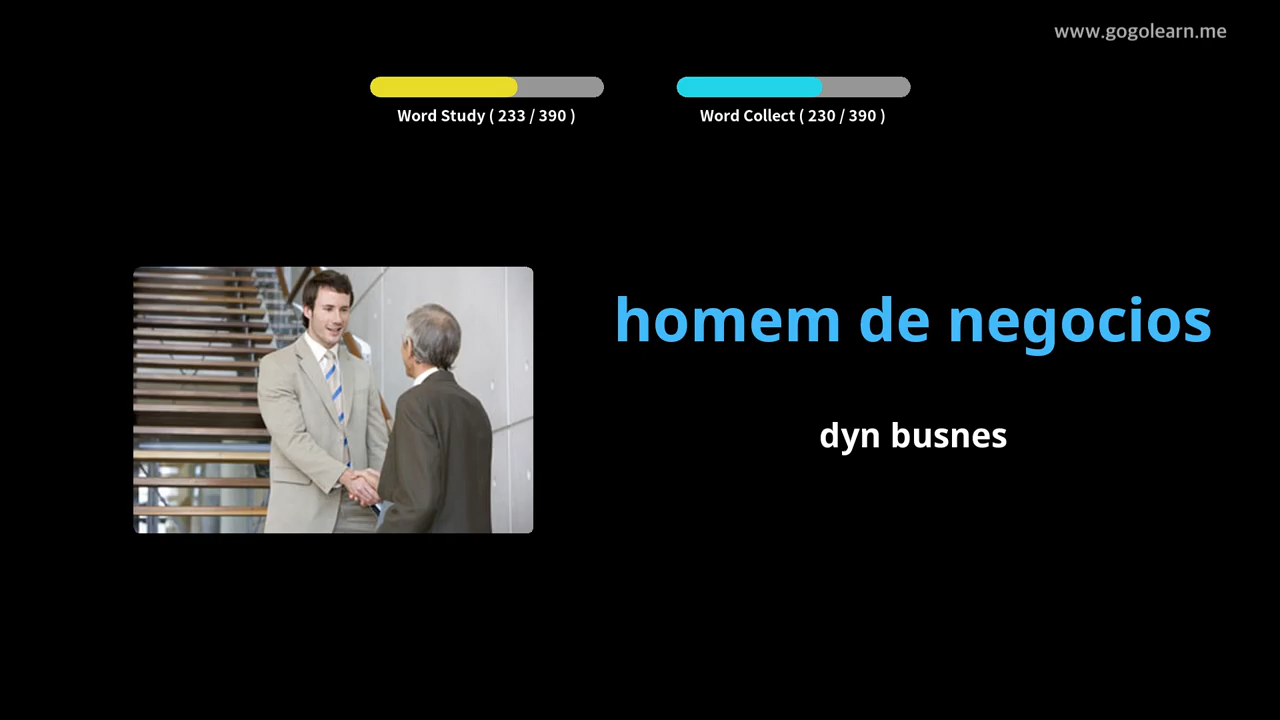 www.gogolearn.me
Word Study ( 233 / 390 )
Word Collect ( 230 / 390 )
homem de negocios
dyn busnes